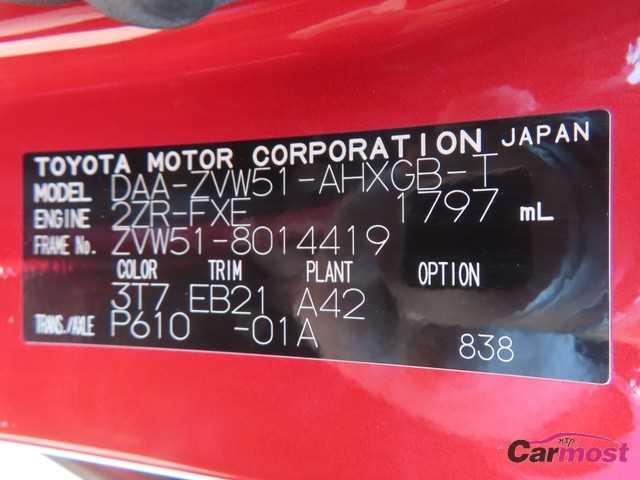 TOYOTA MOTOR CORPORATION JAPAN
MODEL DAA-ZVW51-AHXGB-T
ENGINE 2ZR-FXE 1797 mL
FRAME No. ZVW51-8014419
COLOR TRIM PLANT OPTION
3T7 EB21 A42
TRANS./AXLE P610 -01A
838
Carmost